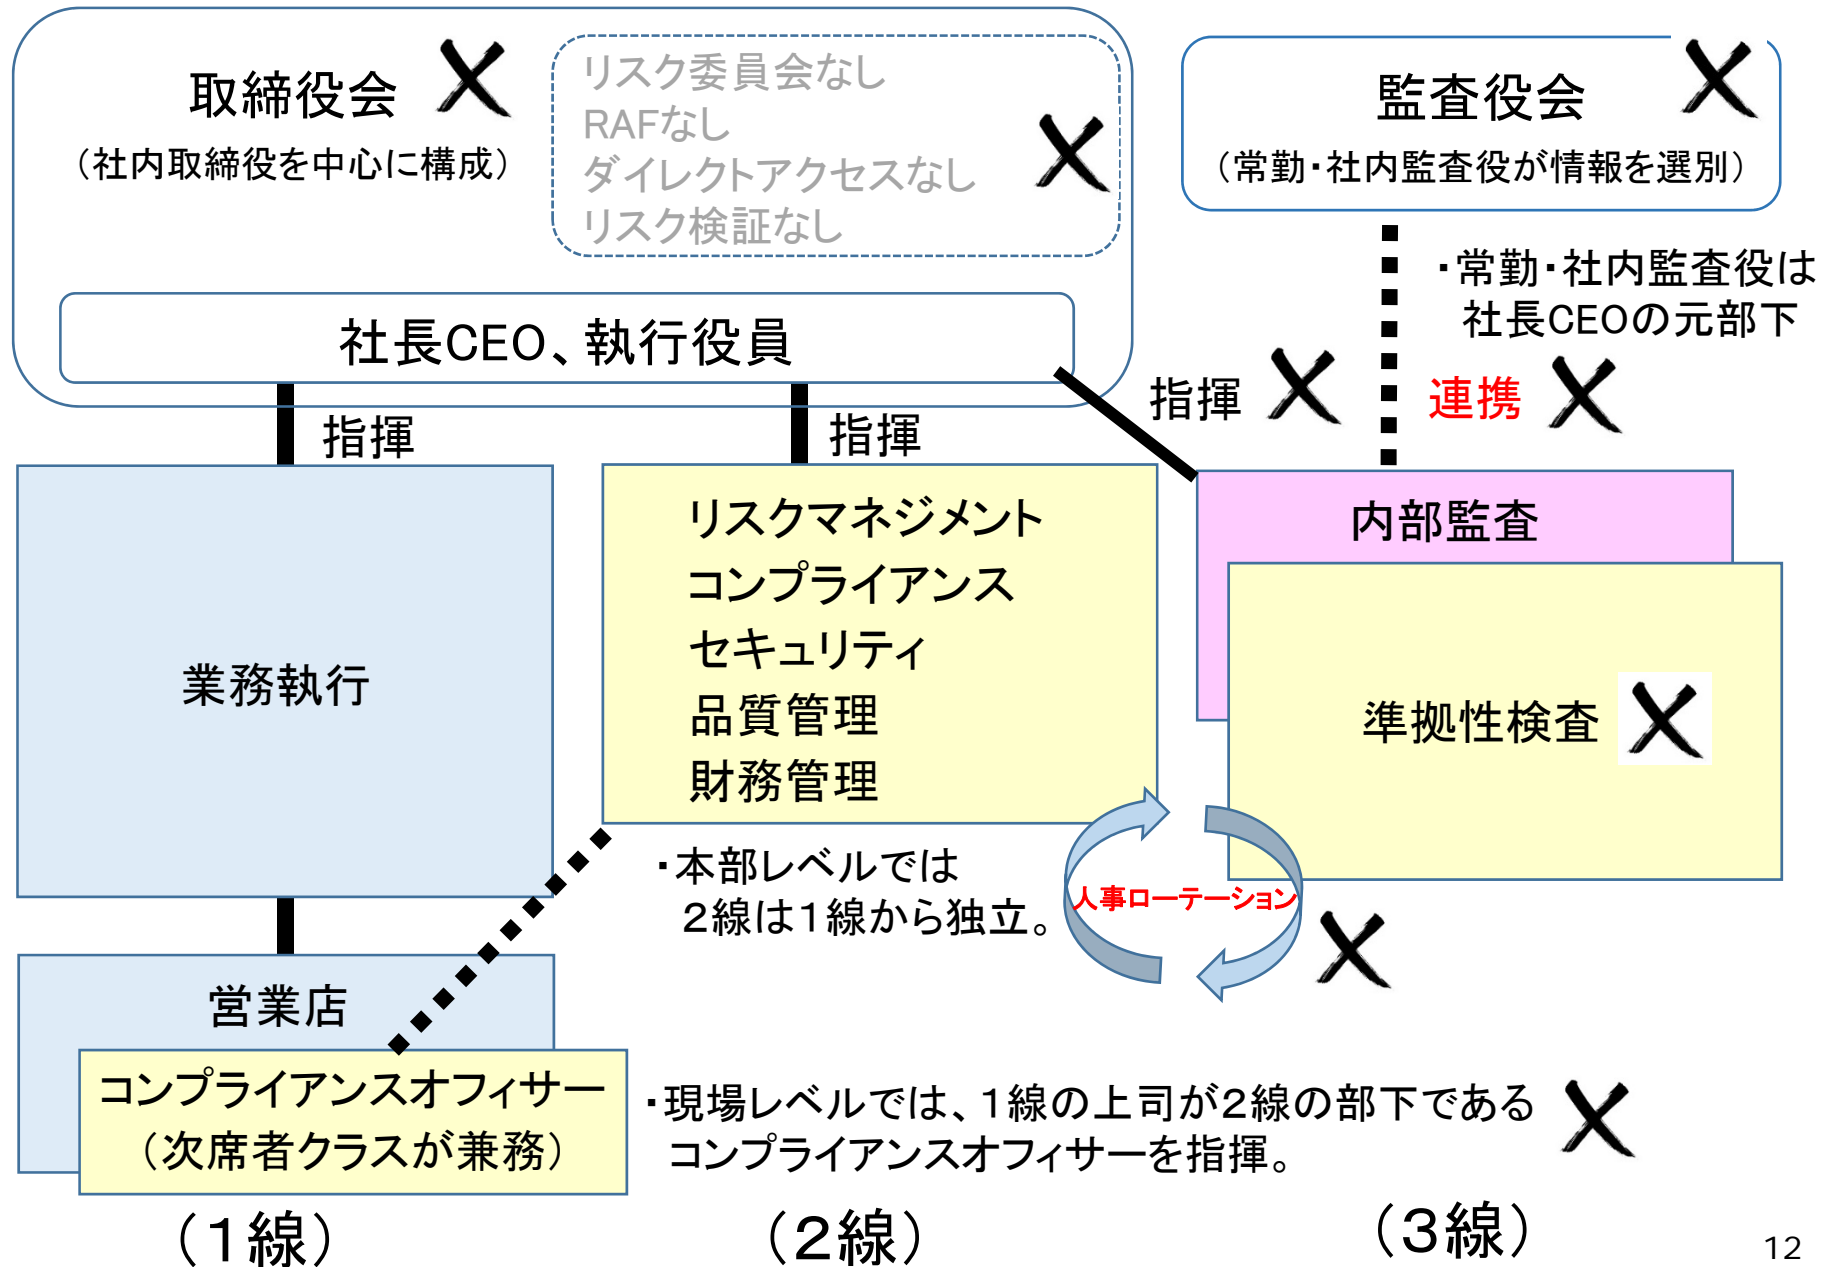 取締役会
（社内取締役を中心に構成）
リスク委員会なし
RAFなし
ダイレクトアクセスなし
リスク検証なし
監査役会
（常勤・社内監査役が情報を選別）
・常勤・社内監査役は
社長CEOの元部下
社長CEO、執行役員
指揮
指揮
指揮
連携
業務執行
リスクマネジメント
コンプライアンス
セキュリティ
品質管理
財務管理
内部監査
準拠性検査
・本部レベルでは
２線は１線から独立。
人事ローテーション
営業店
コンプライアンスオフィサー
（次席者クラスが兼務）
・現場レベルでは、１線の上司が２線の部下である
コンプライアンスオフィサーを指揮。
（１線）
（２線）
（３線）
12